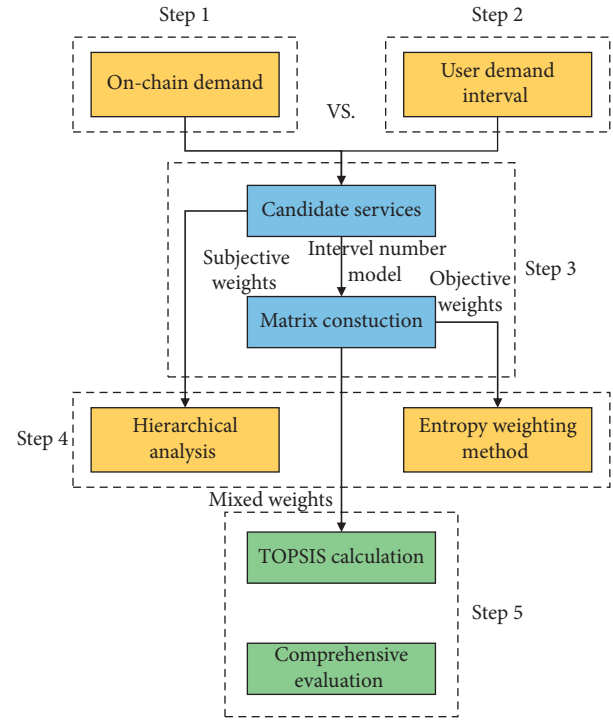 Step 1
Step 2
On-chain demand
User demand
interval
VS.
Candidate services
Subjective
weights
Intervel number
model
Objective
weights
Step 3
Matrix constuction
Step 4
Hierarchical
analysis
Entropy weighting
method
Mixed weights
TOPSIS calculation
Step 5
Comprehensive
evaluation